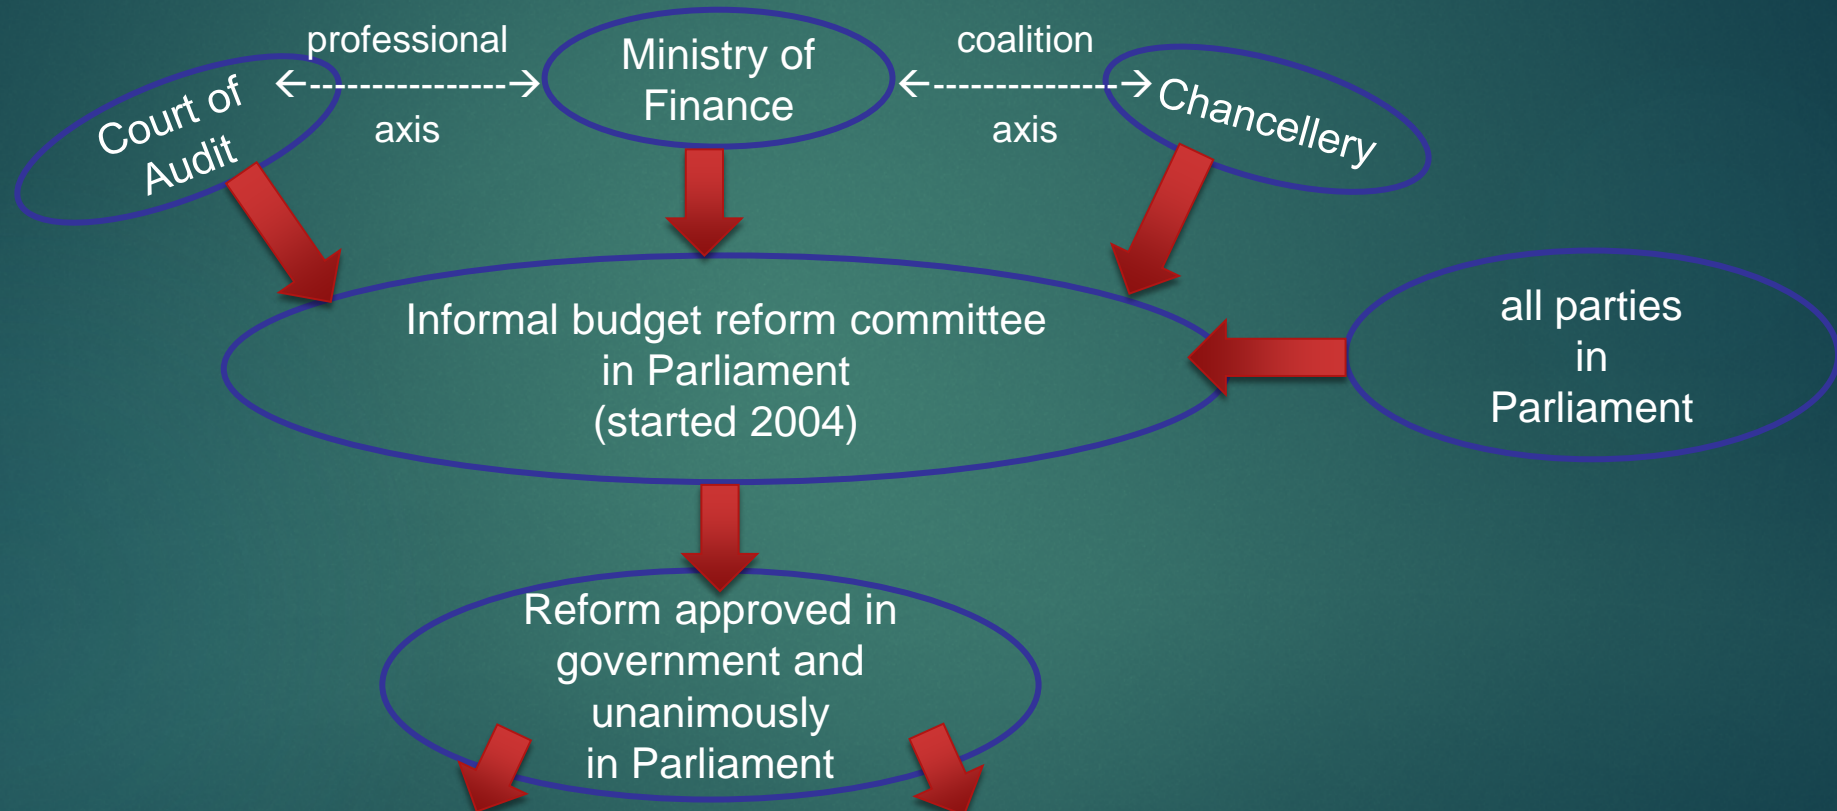 professional
←----------------→
axis
Ministry of
Finance
coalition
←---------------→
axis
Court of
Audit
Chancellery
Informal budget reform committee
in Parliament
(started 2004)
all parties
in
Parliament
Reform approved in
government and
unanimously
in Parliament